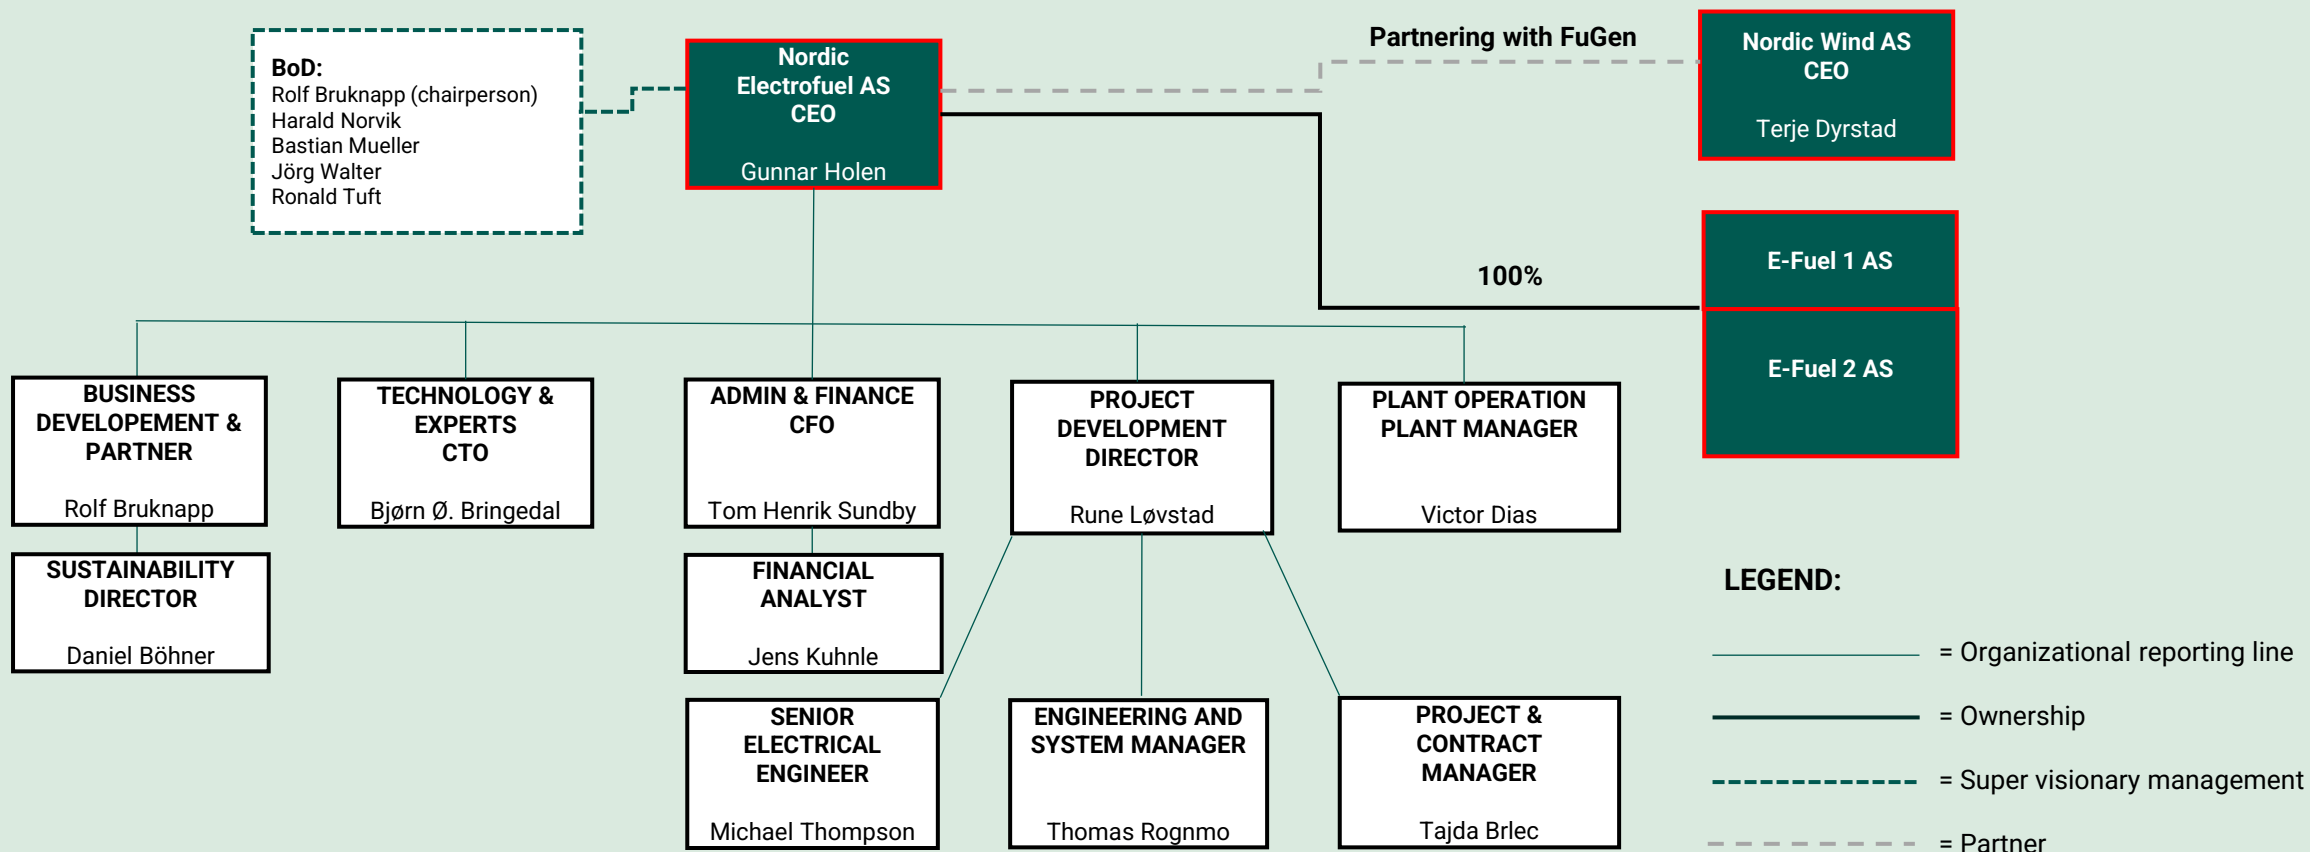 BoD:
Rolf Bruknapp (chairperson)
Harald Norvik
Bastian Mueller
Jörg Walter
Ronald Tuft
Nordic
Electrofuel AS
CEO
Gunnar Holen
Partnering with FuGen
Nordic Wind AS
CEO
Terje Dyrstad
100%
E-Fuel 1 AS
E-Fuel 2 AS
BUSINESS
DEVELOPEMENT &
PARTNER
Rolf Bruknapp
TECHNOLOGY &
EXPERTS
CTO
Bjørn Ø. Bringedal
ADMIN & FINANCE
CFO
Tom Henrik Sundby
PROJECT
DEVELOPMENT
DIRECTOR
Rune Løvstad
PLANT OPERATION
PLANT MANAGER
Victor Dias
SUSTAINABILITY
DIRECTOR
Daniel Böhner
FINANCIAL
ANALYST
Jens Kuhnle
SENIOR
ELECTRICAL
ENGINEER
Michael Thompson
ENGINEERING AND
SYSTEM MANAGER
Thomas Rognmo
PROJECT &
CONTRACT
MANAGER
Tajda Brlec
LEGEND:
= Organizational reporting line
= Ownership
= Super visionary management
= Partner